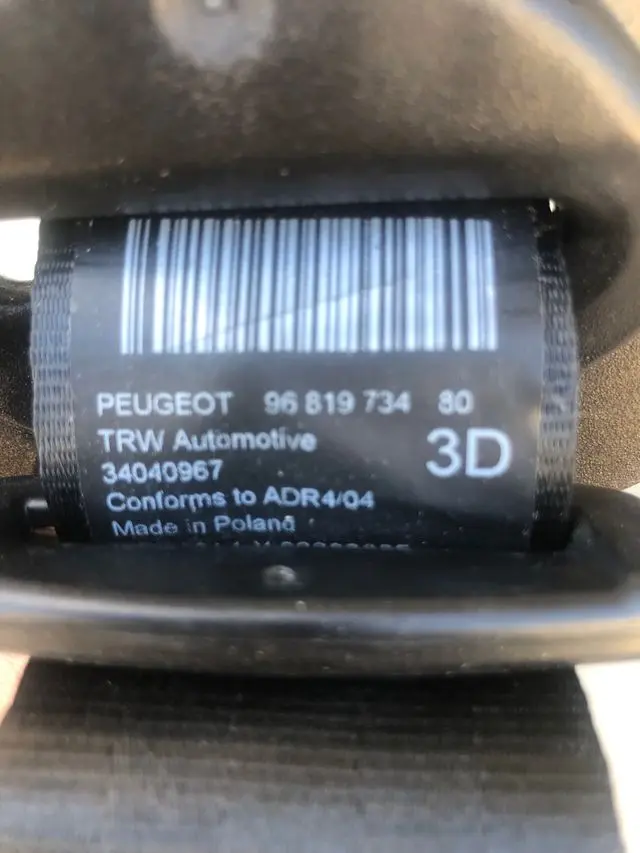 PEUGEOT 96 819 734 80
TRW Automotive 3D
34040967
Conforms to ADR4/04
Made in Poland